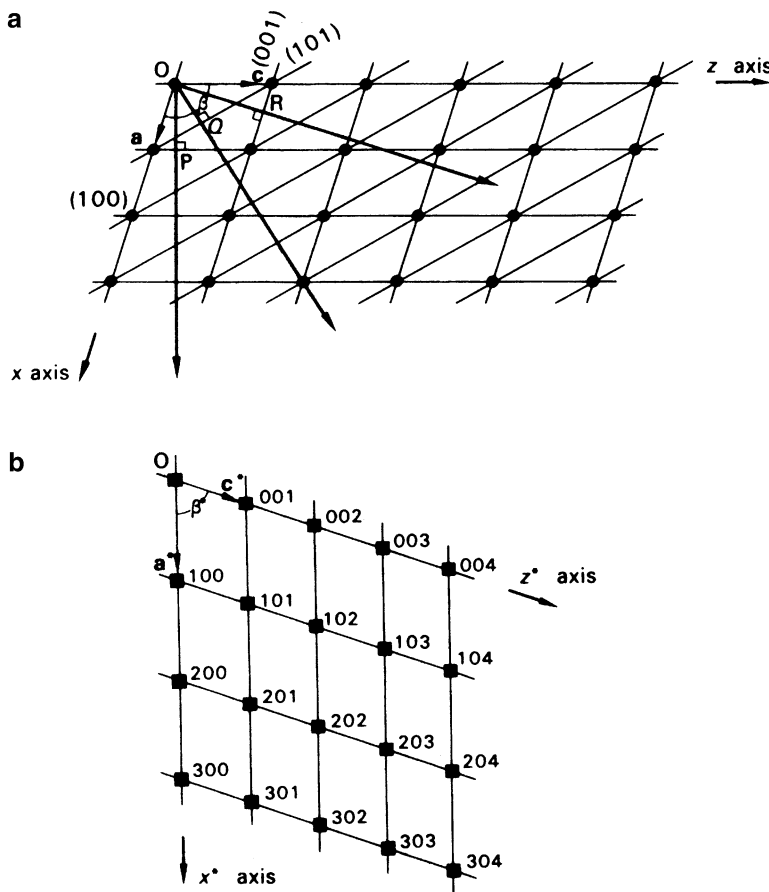 a
O
c
(001)
(101)
z axis
β
R
Q
a
P
(100)
x axis
b
O
c*
β*
001
002
003
004
z* axis
a*
100
101
102
103
104
200
201
202
203
204
300
301
302
303
304
x* axis